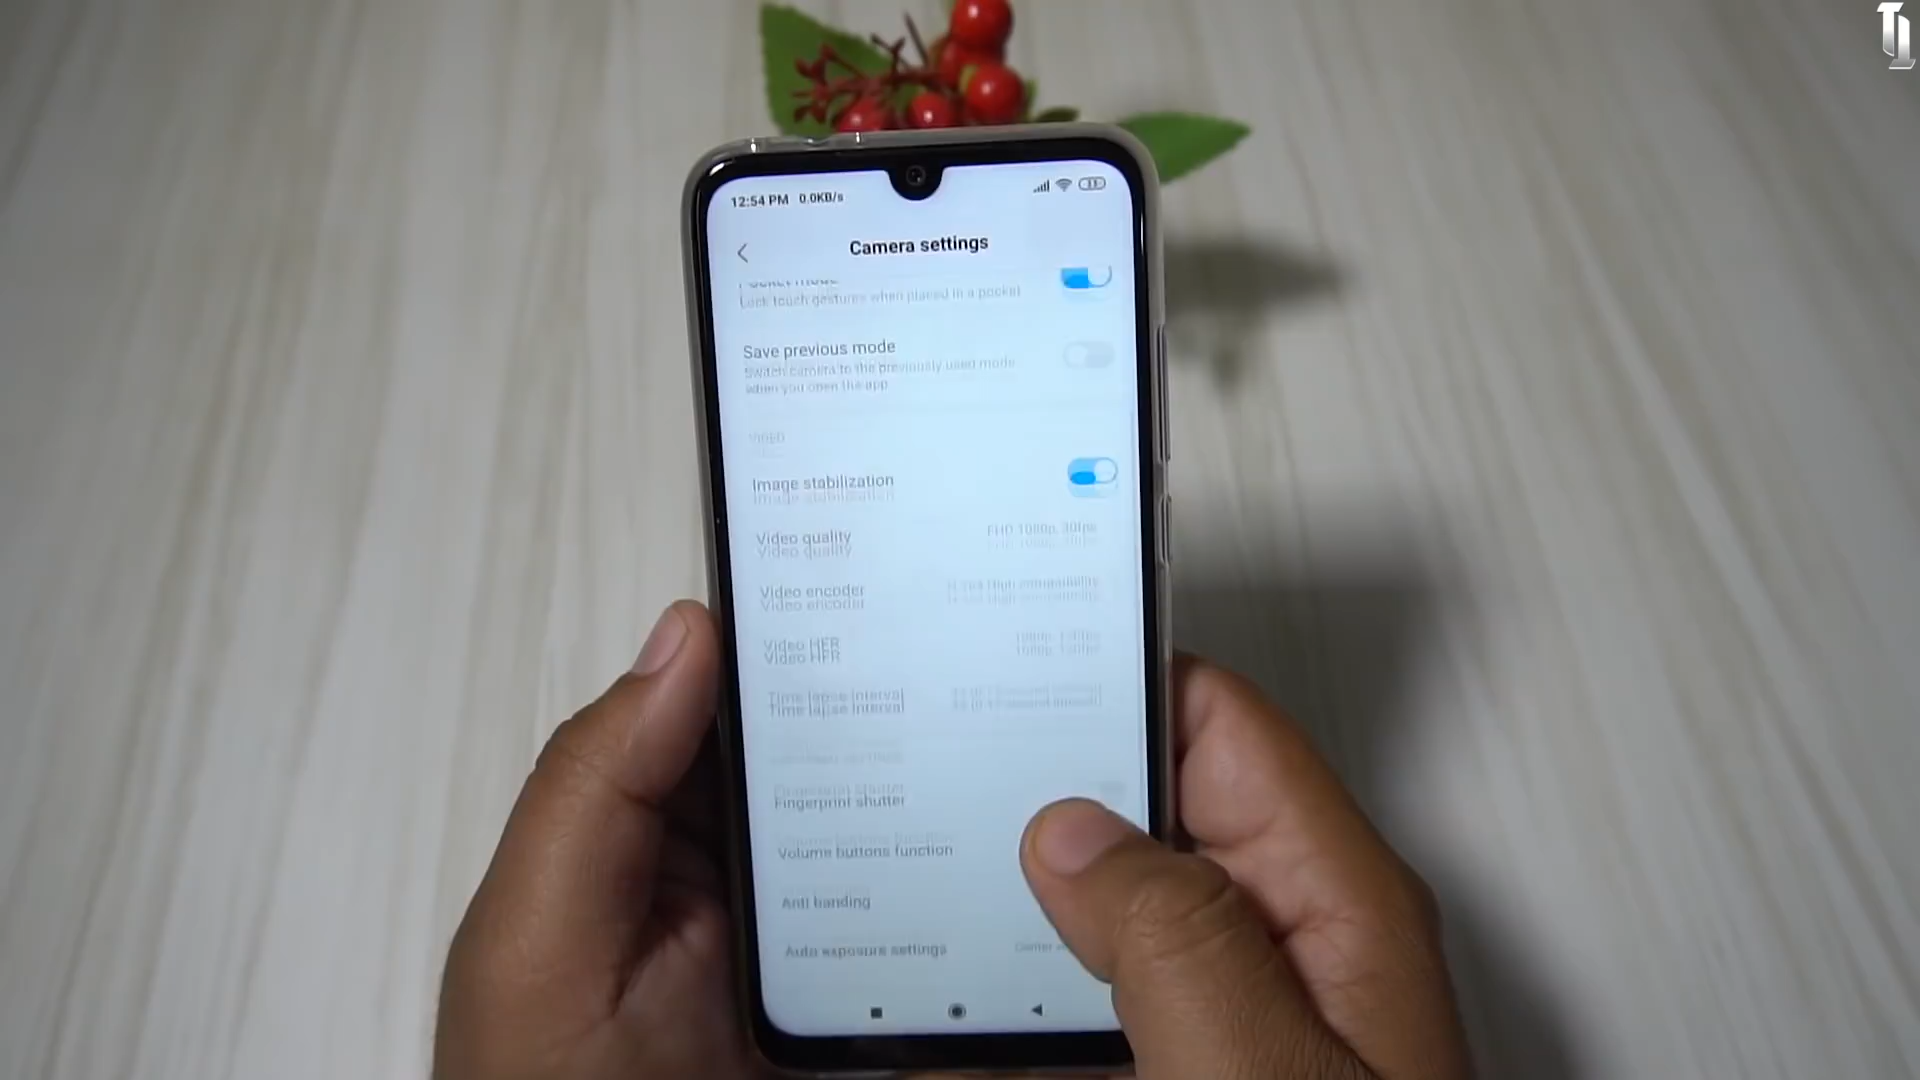 12:54 PM 0.0KB/s
Camera settings
Lock touch gestures when placed in a pocket
Save previous mode
Switch camera to the previously used mode
when you open the app
VIDEO
Image stabilization
Video quality FHD 1080p, 30fps
Video encoder
Video HFR
Time lapse interval
Fingerprint shutter
Volume buttons function
Anti banding
Auto exposure settings